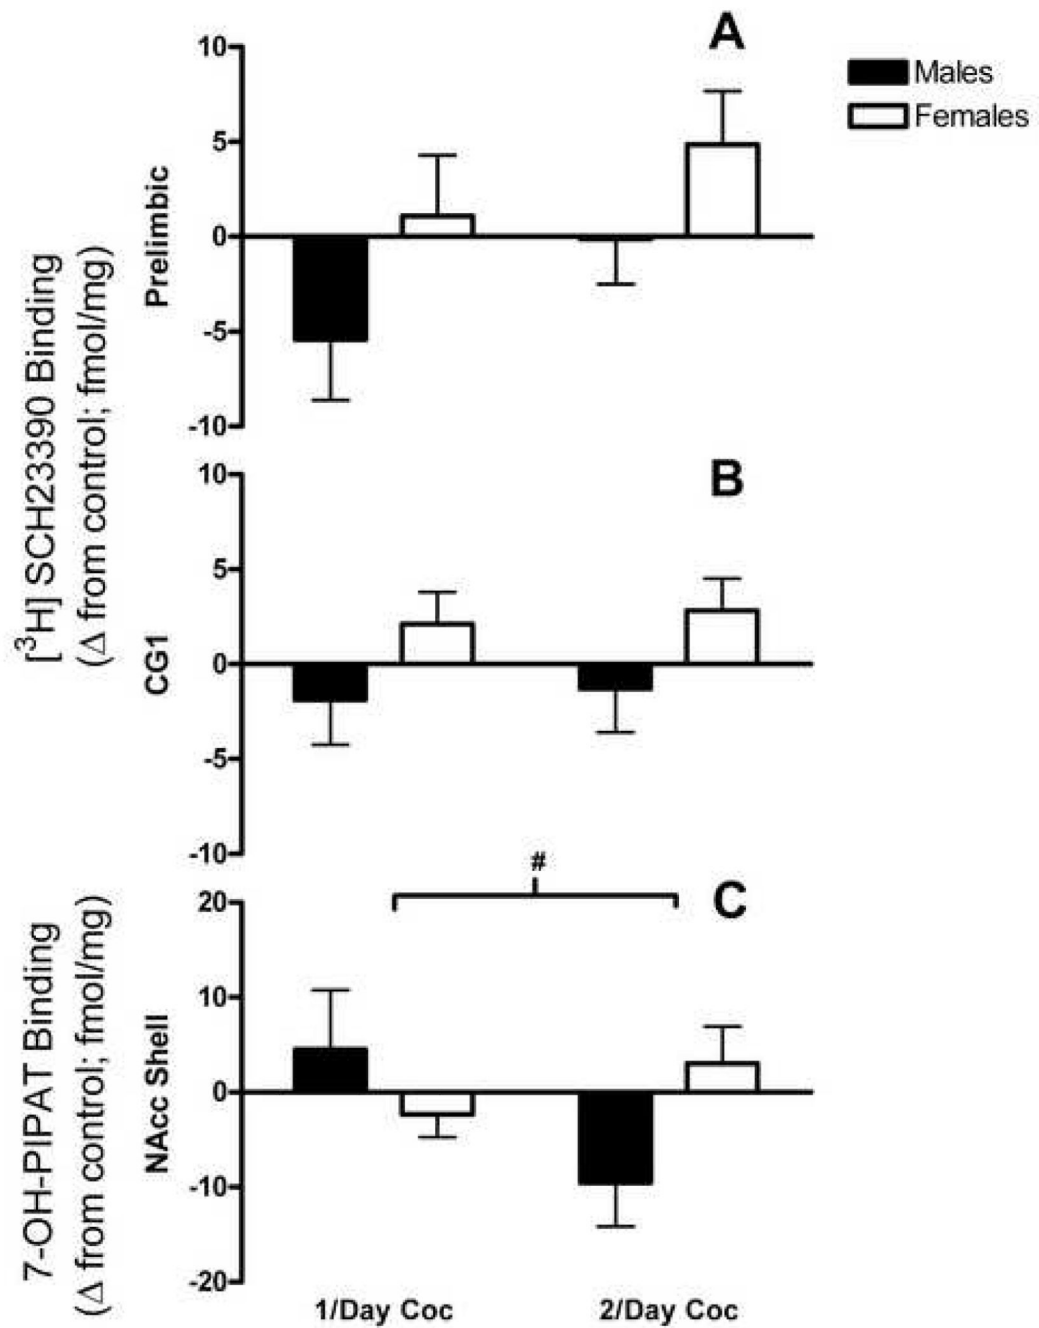 A
Males
Females
[³H] SCH23390 Binding
(Δ from control; fmol/mg)
Prelimbic
10
5
0
-5
-10
B
CG1
10
5
0
-5
-10
#
C
7-OH-PIPAT Binding
(Δ from control; fmol/mg)
NAcc Shell
20
10
0
-10
-20
1/Day Coc
2/Day Coc